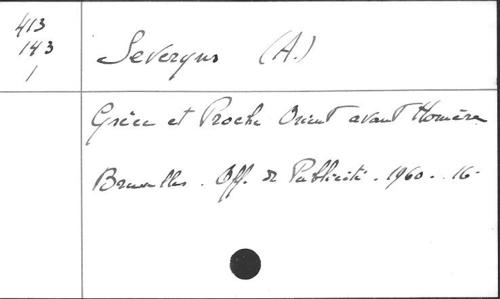 413
143
1
Severyns (A.)
Grèce et Proche Orient avant Homère
Bruxelles. Off. de Publicité. 1960. 16-